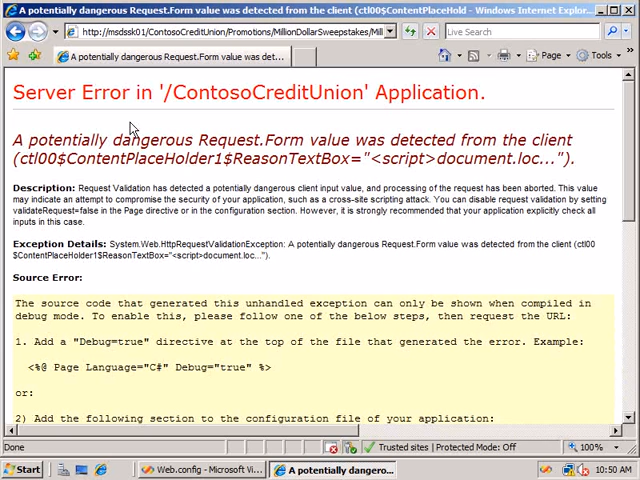 A potentially dangerous Request.Form value was detected from the client (ctl00$ContentPlaceHold - Windows Internet Explor...
http://msdssk01/ContosoCreditUnion/Promotions/MillionDollarSweepstakes/Mill
Live Search
A potentially dangerous Request.Form value was det...
Page
Tools
Server Error in '/ContosoCreditUnion' Application.
A potentially dangerous Request.Form value was detected from the client
(ctl00$ContentPlaceHolder1$ReasonTextBox="<script>document.loc...").
Description: Request Validation has detected a potentially dangerous client input value, and processing of the request has been aborted. This value
may indicate an attempt to compromise the security of your application, such as a cross-site scripting attack. You can disable request validation by setting
validateRequest=false in the Page directive or in the configuration section. However, it is strongly recommended that your application explicitly check all
inputs in this case.
Exception Details: System.Web.HttpRequestValidationException: A potentially dangerous Request.Form value was detected from the client (ctl00
$ContentPlaceHolder1$ReasonTextBox="<script>document.loc...").
Source Error:
The source code that generated this unhandled exception can only be shown when compiled in
debug mode. To enable this, please follow one of the below steps, then request the URL:
1. Add a "Debug=true" directive at the top of the file that generated the error. Example:
<%@ Page Language="C#" Debug="true" %>
or:
2) Add the following section to the configuration file of your application:
Done
Trusted sites | Protected Mode: Off
100%
Start
Web.config - Microsoft Vi...
A potentially dangero...
10:50 AM